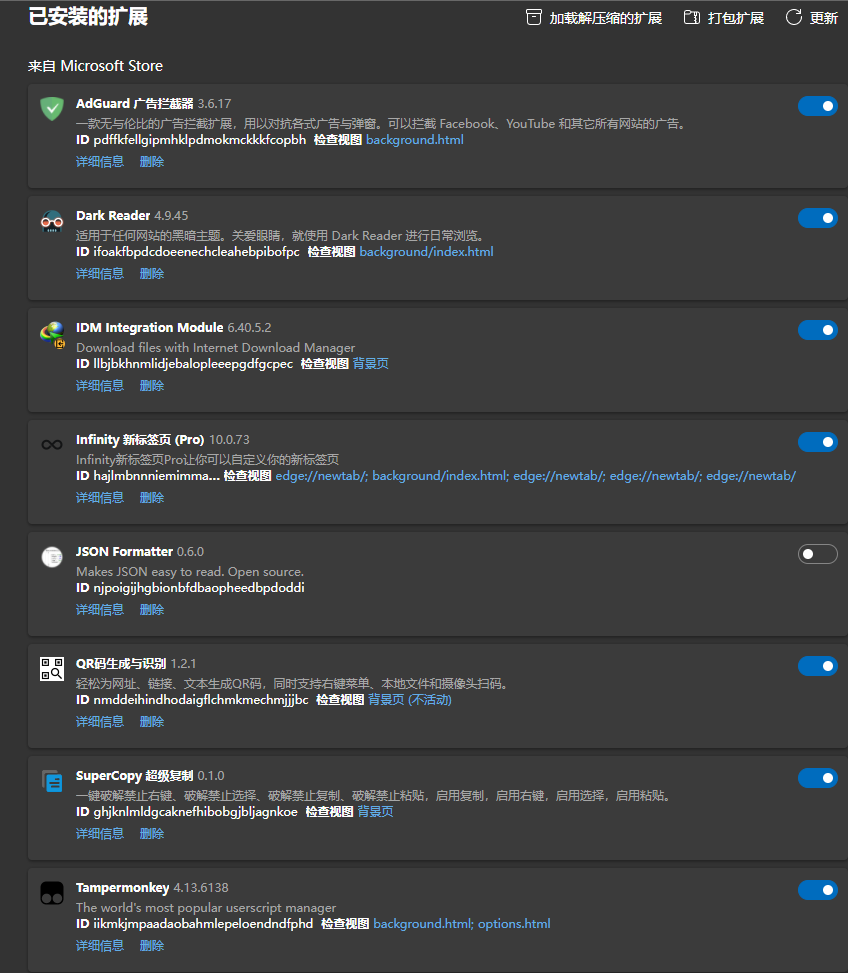 已安装的扩展
加载解压缩的扩展 打包扩展 更新
来自 Microsoft Store
AdGuard 广告拦截器 3.6.17
一款无与伦比的广告拦截扩展，用以对抗各式广告与弹窗。可以拦截 Facebook、YouTube 和其它所有网站的广告。
ID pdffkfellgipmhklpdmokmckkkfcopbh 检查视图 background.html
详细信息 删除
Dark Reader 4.9.45
适用于任何网站的黑暗主题。关爱眼睛，就使用 Dark Reader 进行日常浏览。
ID ifoakfbpdcdoeenechcleahebpibofpc 检查视图 background/index.html
详细信息 删除
IDM Integration Module 6.40.5.2
Download files with Internet Download Manager
ID llbjbkhnmlidjebalopleeepgdfgcpec 检查视图 背景页
详细信息 删除
Infinity 新标签页 (Pro) 10.0.73
Infinity新标签页Pro让你可以自定义你的新标签页
ID hajlmbnnniemimma... 检查视图 edge://newtab/; background/index.html; edge://newtab/; edge://newtab/; edge://newtab/
详细信息 删除
JSON Formatter 0.6.0
Makes JSON easy to read. Open source.
ID njpoigijhgbionbfdbaopheedbpdoddi
详细信息 删除
QR码生成与识别 1.2.1
轻松为网址、链接、文本生成QR码，同时支持右键菜单、本地文件和摄像头扫码。
ID nmddeihindhodaigflchmkmechmjjjbc 检查视图 背景页 (不活动)
详细信息 删除
SuperCopy 超级复制 0.1.0
一键破解禁止右键、破解禁止选择、破解禁止复制、破解禁止粘贴，启用复制，启用右键，启用选择，启用粘贴。
ID ghjknlmldgcaknefhibobgjbljagnkoe 检查视图 背景页
详细信息 删除
Tampermonkey 4.13.6138
The world's most popular userscript manager
ID iikmkjmpaadaobahmlepeloendndfphd 检查视图 background.html; options.html
详细信息 删除